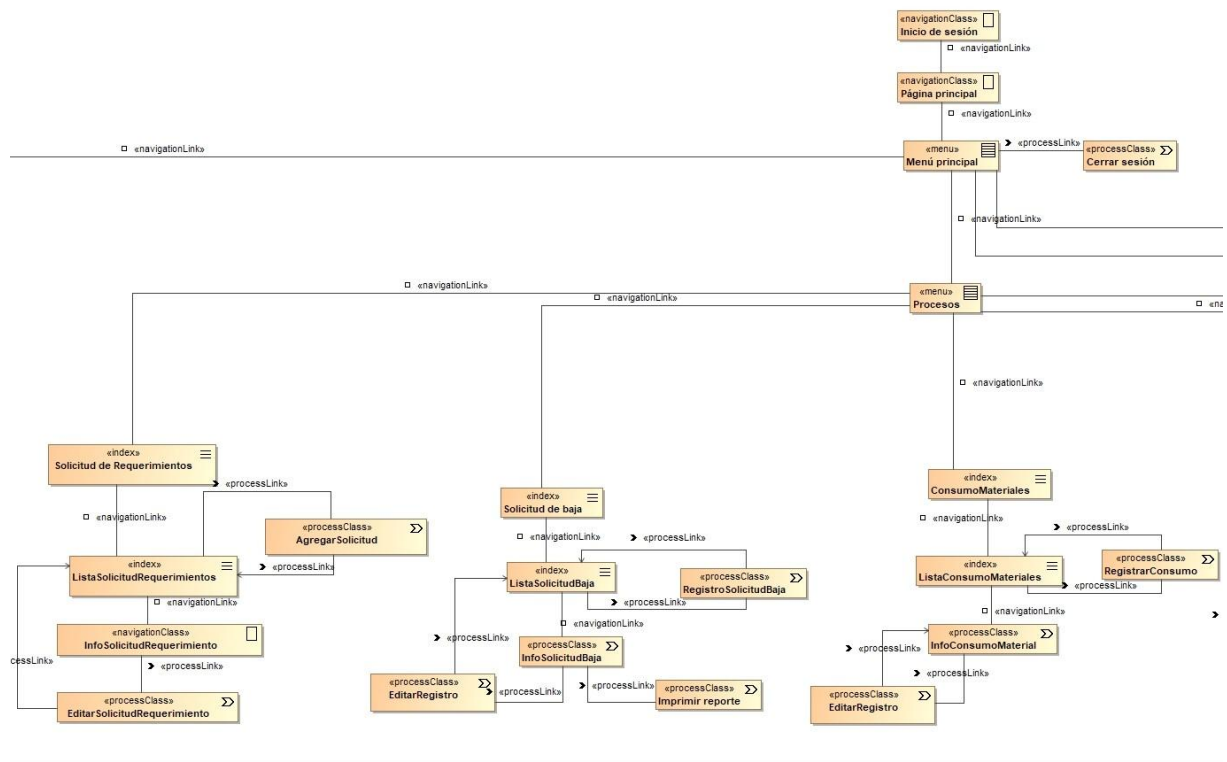 «navigationClass»
Inicio de sesión
«navigationLink»
«navigationClass»
Página principal
«navigationLink»
«navigationLink»
«menu»
Menú principal
«processLink»
«processClass»
Cerrar sesión
«navigationLink»
«navigationLink»
«navigationLink»
«menu»
Procesos
«na
«navigationLink»
«index»
Solicitud de Requerimientos
«processLink»
«navigationLink»
«processClass»
AgregarSolicitud
«processLink»
«index»
ListaSolicitudRequerimientos
«navigationLink»
«navigationClass»
InfoSolicitudRequerimiento
cessLink»
«processLink»
«processClass»
EditarSolicitudRequerimiento
«index»
Solicitud de baja
«navigationLink»
«processLink»
«index»
ListaSolicitudBaja
«processClass»
RegistroSolicitudBaja
«processLink»
«navigationLink»
«processLink»
«processClass»
InfoSolicitudBaja
«processClass»
EditarRegistro
«processLink»
«processLink»
«processClass»
Imprimir reporte
«index»
ConsumoMateriales
«navigationLink»
«processLink»
«index»
ListaConsumoMateriales
«processClass»
RegistrarConsumo
«processLink»
«navigationLink»
«processClass»
InfoConsumoMaterial
«processLink»
«processLink»
«processClass»
EditarRegistro